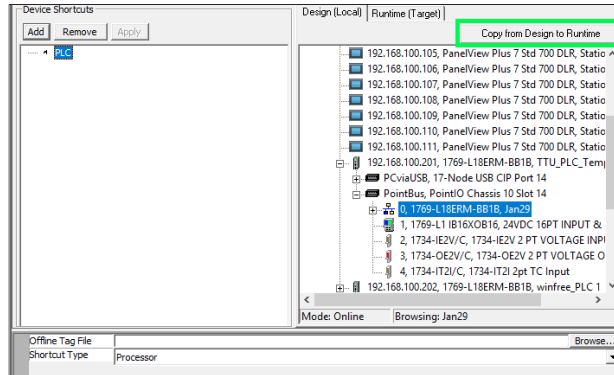 Device Shortcuts
Add Remove Apply
PLC
Design (Local) Runtime (Target)
Copy from Design to Runtime
192.168.100.105, PanelView Plus 7 Std 700 DLR, Statio
192.168.100.106, PanelView Plus 7 Std 700 DLR, Statio
192.168.100.107, PanelView Plus 7 Std 700 DLR, Statio
192.168.100.108, PanelView Plus 7 Std 700 DLR, Statio
192.168.100.109, PanelView Plus 7 Std 700 DLR, Statio
192.168.100.110, PanelView Plus 7 Std 700 DLR, Statio
192.168.100.111, PanelView Plus 7 Std 700 DLR, Statio
192.168.100.201, 1769-L18ERM-BB1B, TTU_PLC_Temp
PCviaUSB, 17-Node USB CIP Port 14
PointBus, PointIO Chassis 10 Slot 14
0, 1769-L18ERM-BB1B, Jan29
1, 1769-L1 IB16XOB16, 24VDC 16PT INPUT &
2, 1734-IE2V/C, 1734-IE2V 2 PT VOLTAGE INP
3, 1734-OE2V/C, 1734-OE2V 2 PT VOLTAGE O
4, 1734-IT2I/C, 1734-IT2I 2pt TC Input
192.168.100.202, 1769-L18ERM-BB1B, winfree_PLC 1
Mode: Online Browsing: Jan29
Offline Tag File Browse...
Shortcut Type Processor